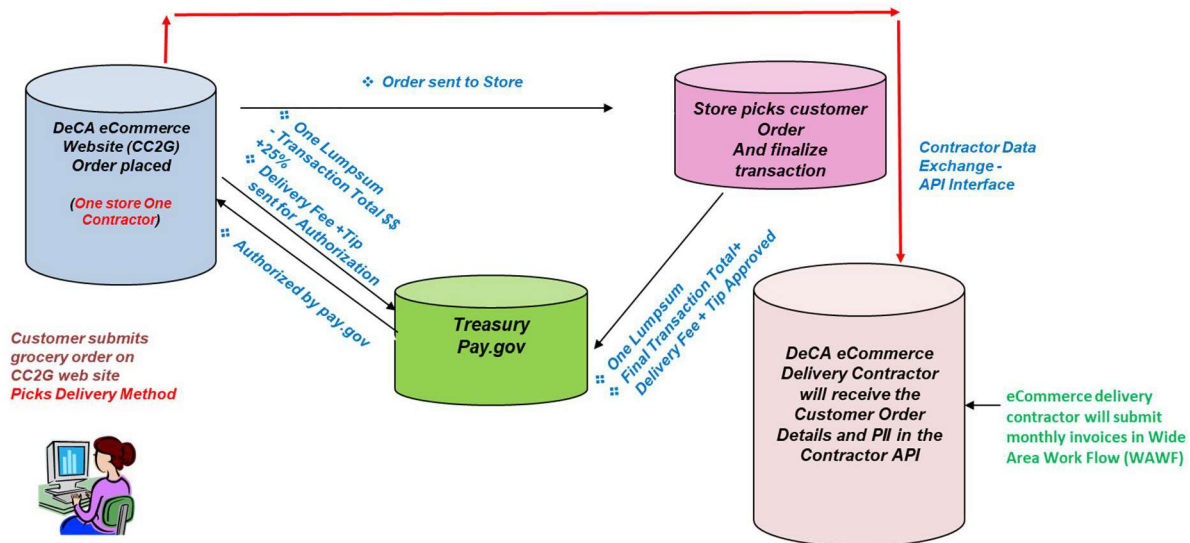 ❖ Order sent to Store
DeCA eCommerce
Website (CC2G)
Order placed
(One store One
Contractor)
❖ One Lumpsum
- Transaction Total $$
+25%
❖ Delivery Fee +Tip
sent for Authorization
❖ Authorized by pay.gov
Store picks customer
Order
And finalize
transaction
Contractor Data
Exchange -
API Interface
Treasury
Pay.gov
❖ One Lumpsum
❖ Final Transaction Total+
Delivery Fee + Tip Approved
Customer submits
grocery order on
CC2G web site
Picks Delivery Method
DeCA eCommerce
Delivery Contractor
will receive the
Customer Order
Details and PII in the
Contractor API
eCommerce delivery
contractor will submit
monthly invoices in Wide
Area Work Flow (WAWF)